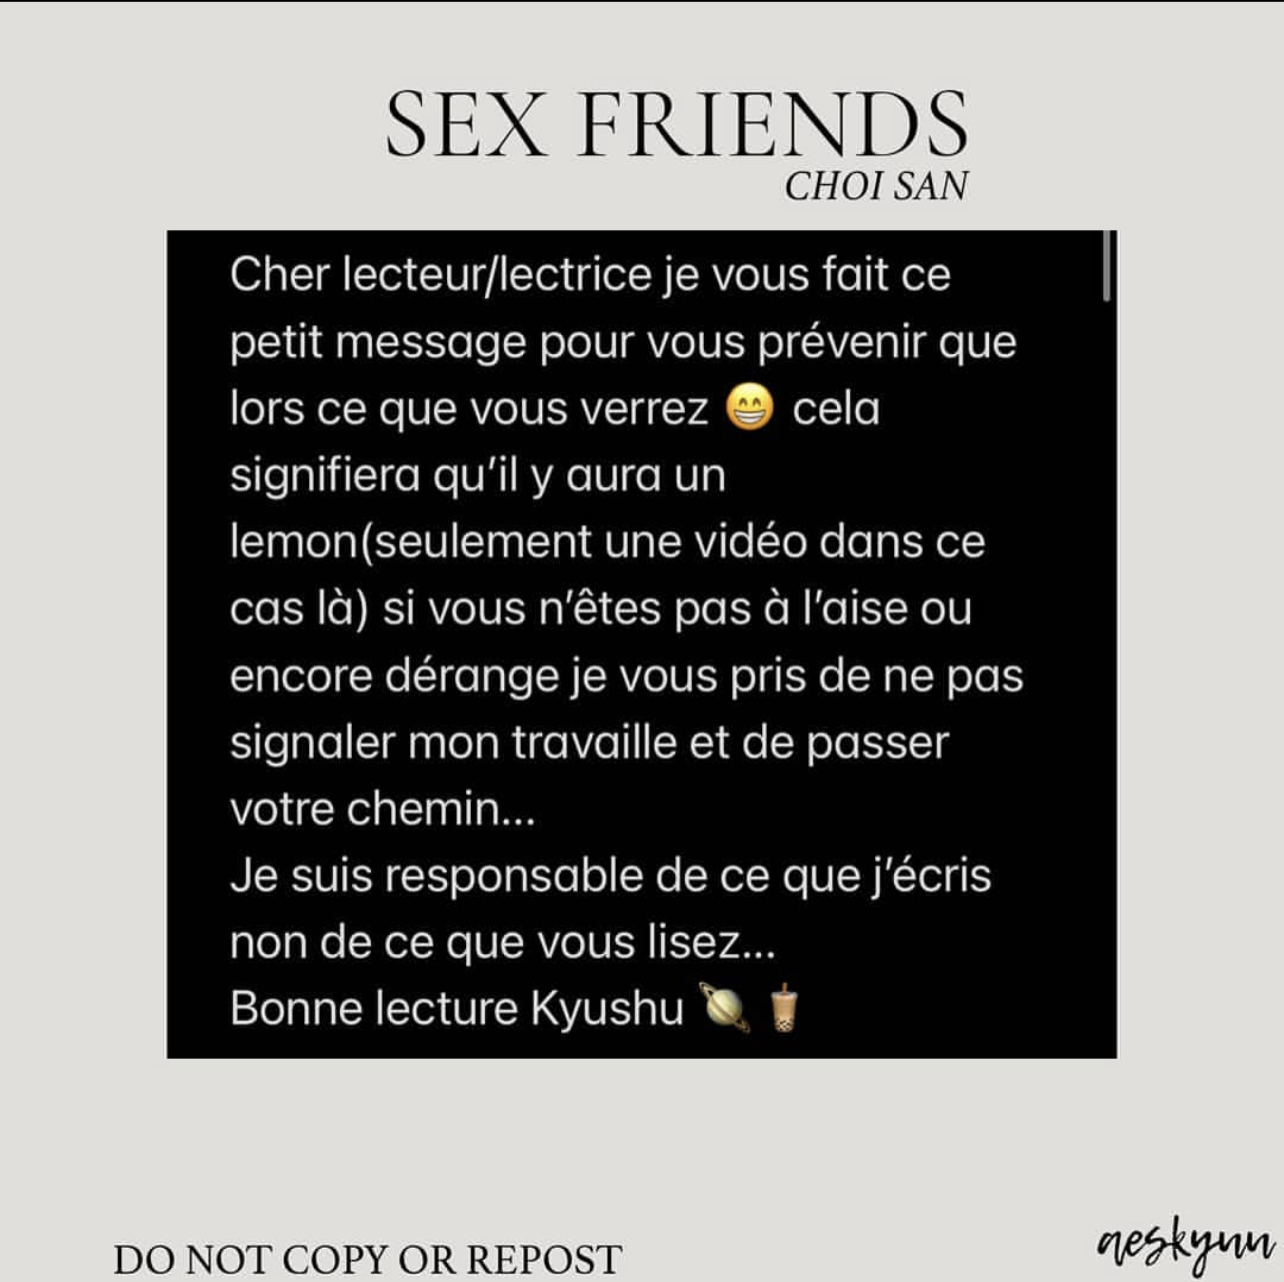 SEX FRIENDS
CHOI SAN
Cher lecteur/lectrice je vous fait ce
petit message pour vous prévenir que
lors ce que vous verrez 😁 cela
signifiera qu’il y aura un
lemon(seulement une vidéo dans ce
cas là) si vous n’êtes pas à l’aise ou
encore dérange je vous pris de ne pas
signaler mon travaille et de passer
votre chemin...
Je suis responsable de ce que j’écris
non de ce que vous lisez...
Bonne lecture Kyushu 🪐 🧋
DO NOT COPY OR REPOST
aeskynn